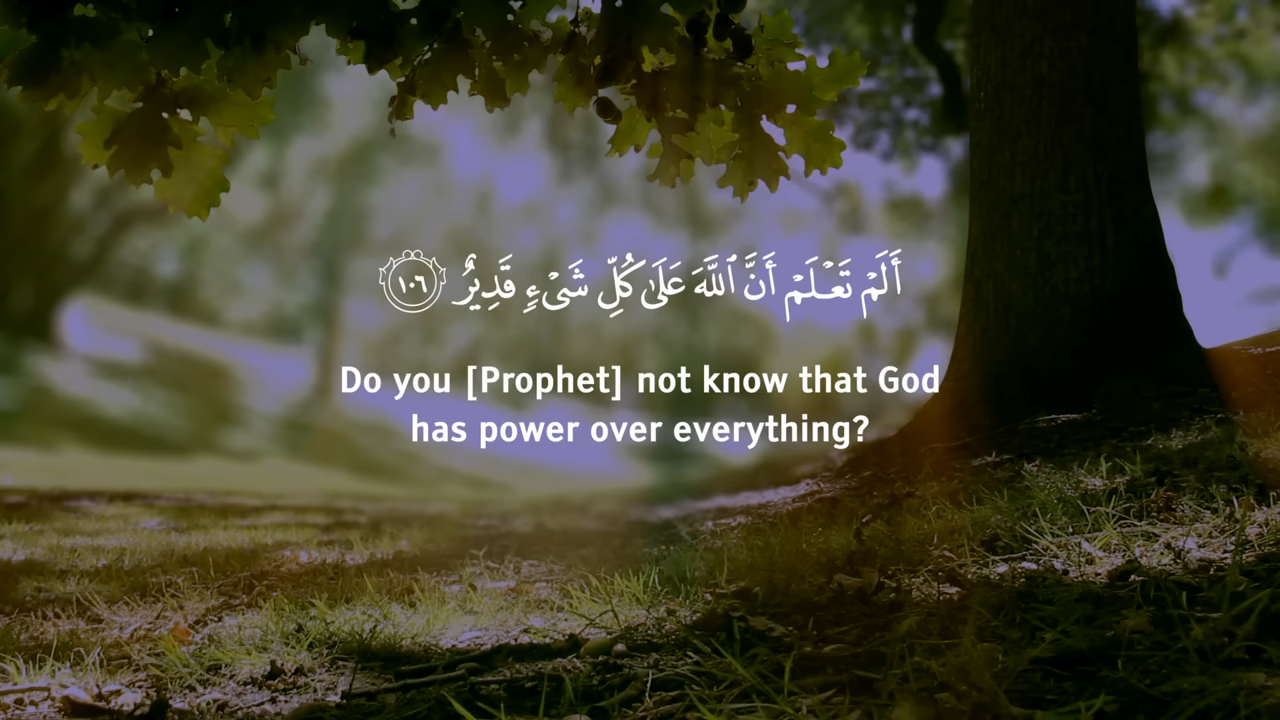 أَلَمْ تَعْلَمْ أَنَّ ٱللَّهَ عَلَىٰ كُلِّ شَىْءٍ قَدِيرٌ ١٠٦
Do you [Prophet] not know that God
has power over everything?